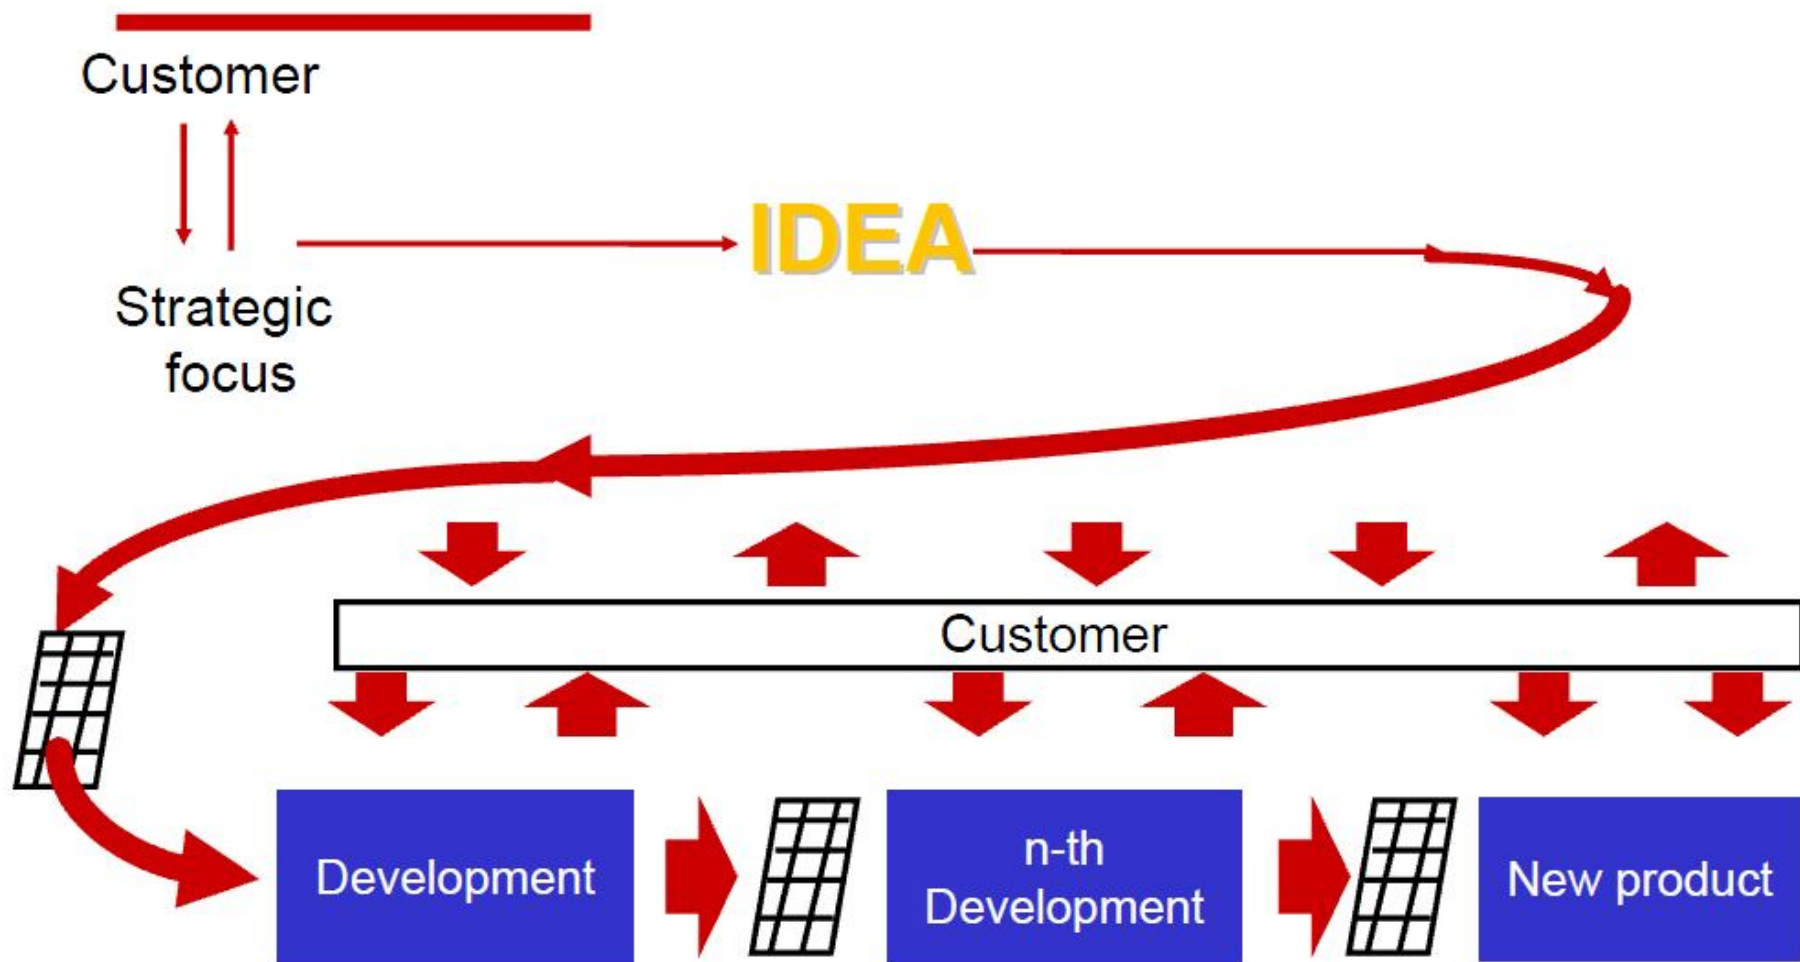 Customer
IDEA
Strategic
focus
Customer
Development
n-th
Development
New product